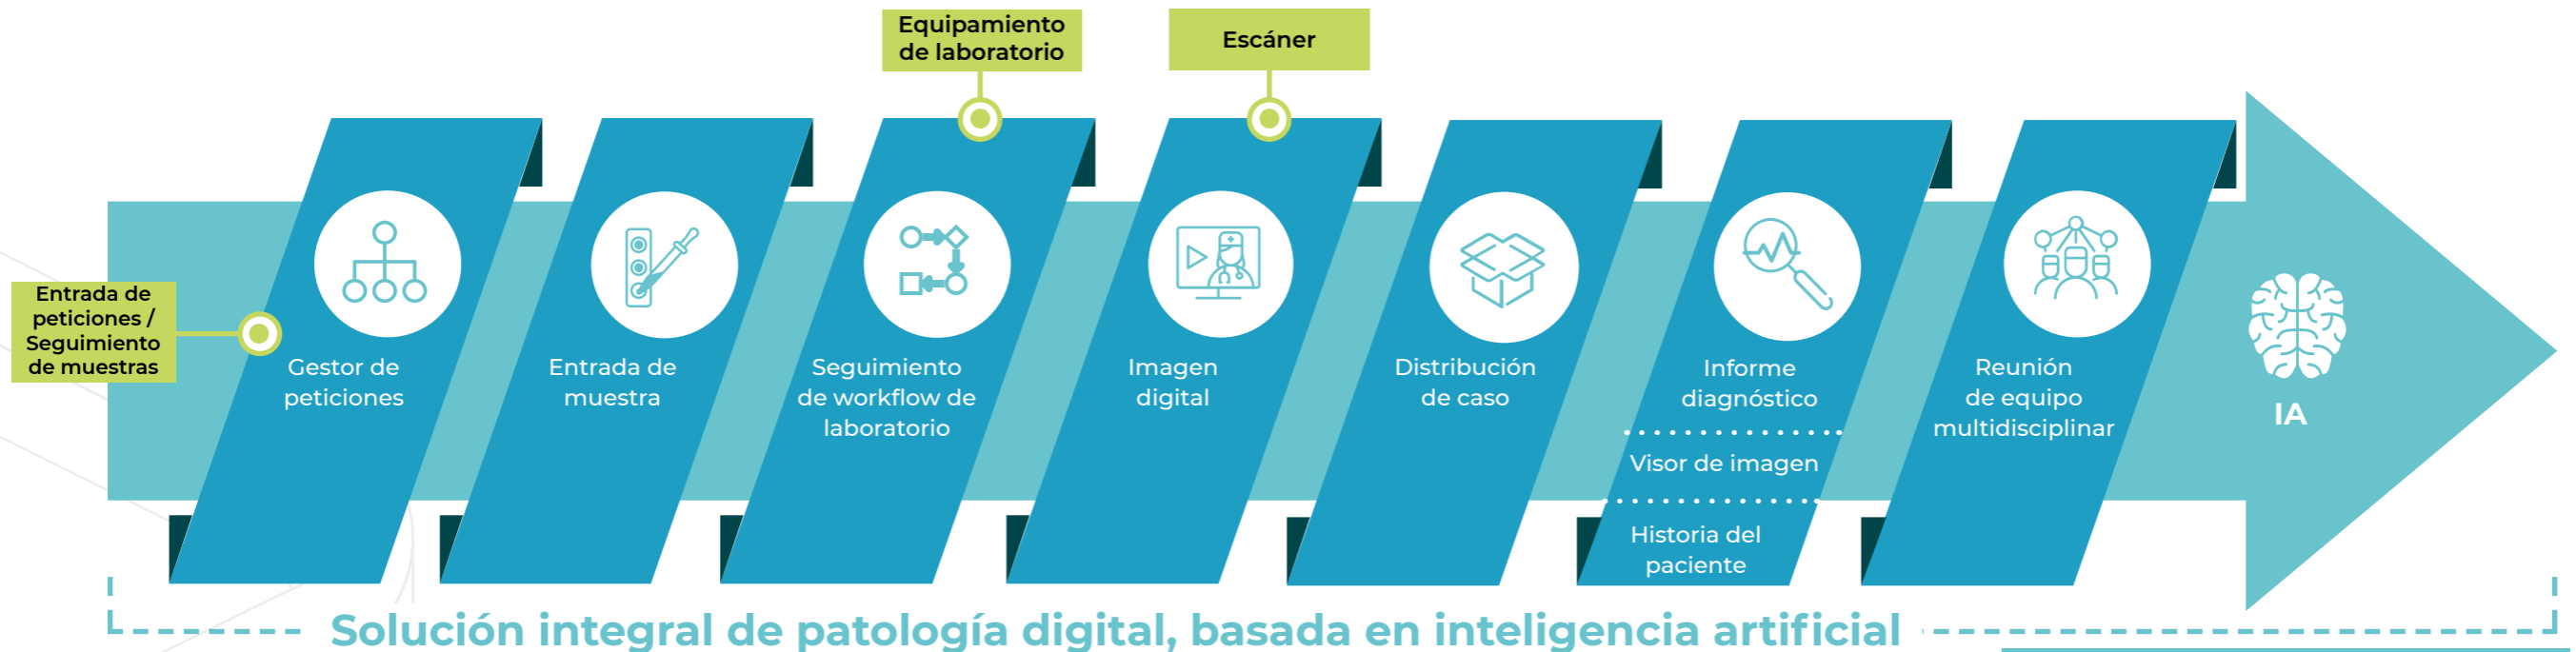 Equipamiento
de laboratorio
Escáner
Entrada de
peticiones /
Seguimiento
de muestras
Gestor de
peticiones
Entrada de
muestra
Seguimiento
de workflow de
laboratorio
Imagen
digital
Distribución
de caso
Informe
diagnóstico
Visor de imagen
Historia del
paciente
Reunión
de equipo
multidisciplinar
IA
Solución integral de patología digital, basada en inteligencia artificial